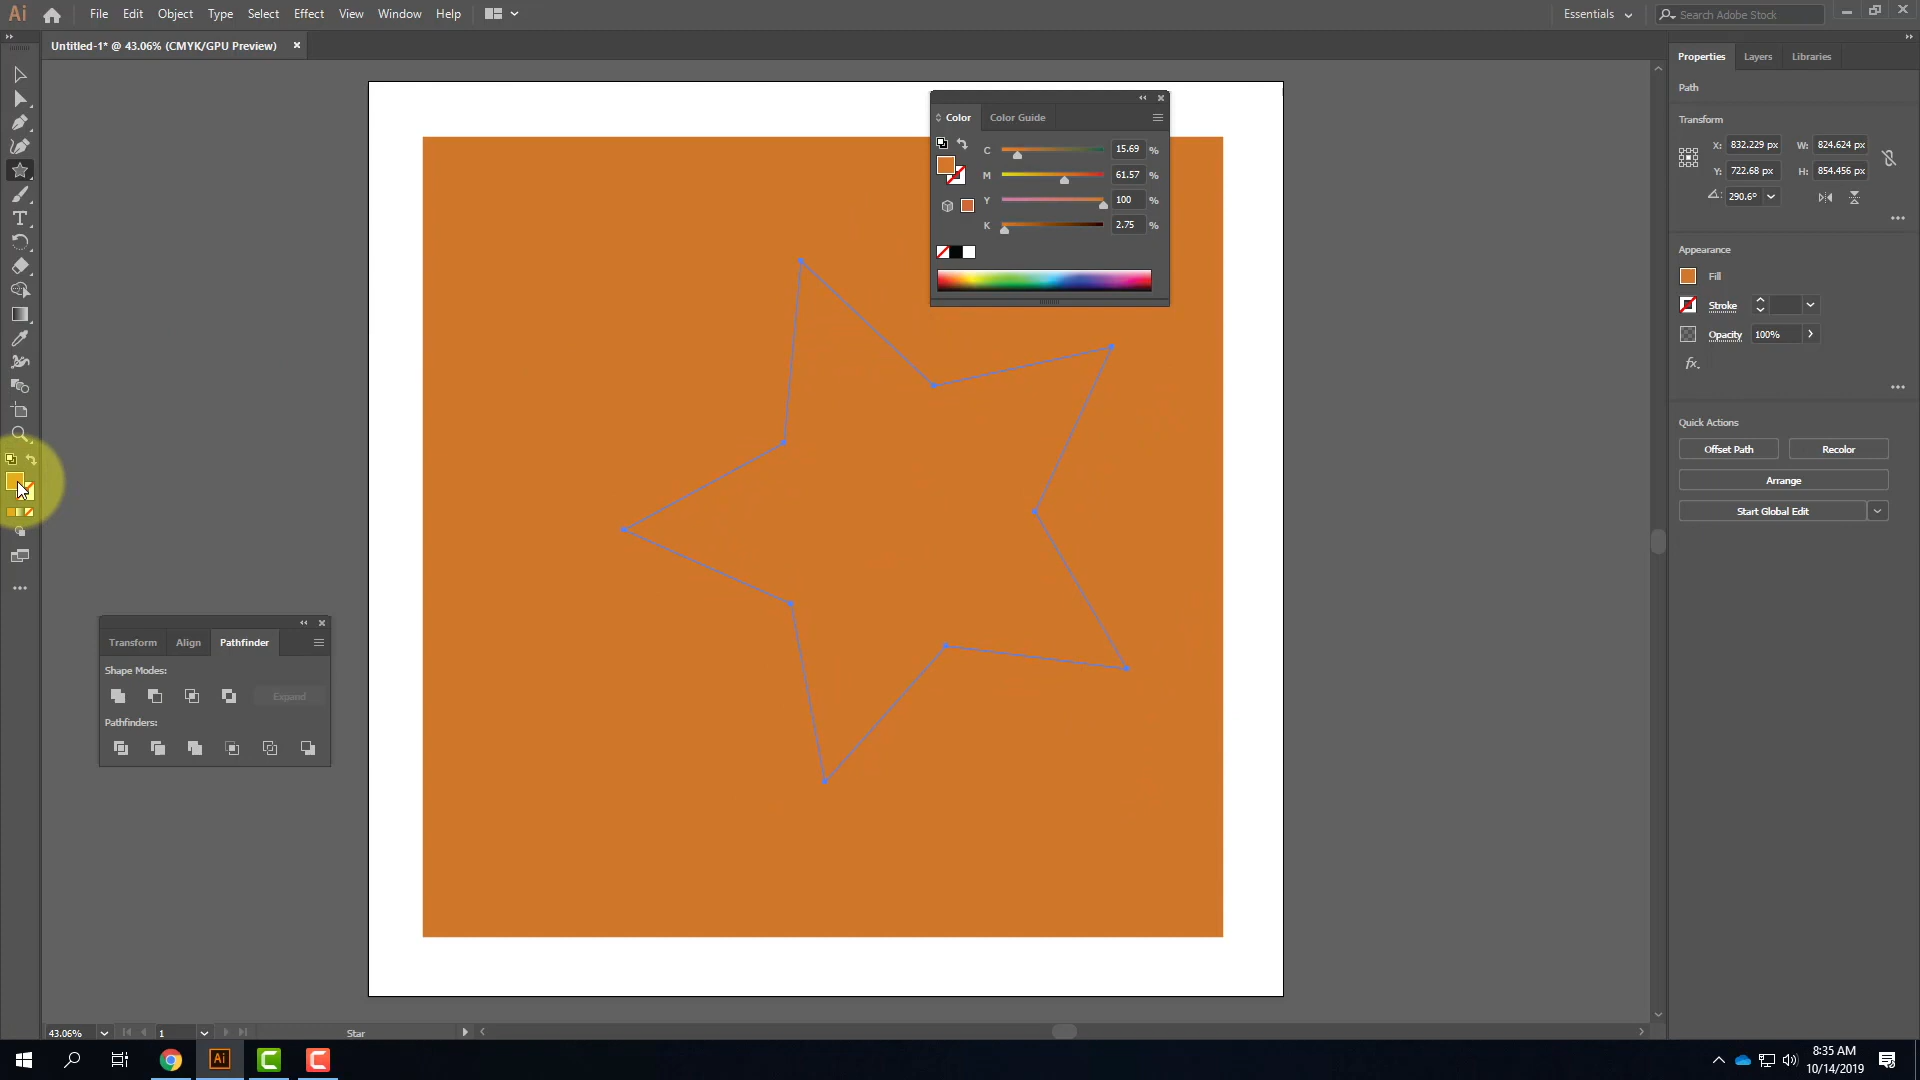 Ai File Edit Object Type Select Effect View Window Help Essentials Search Adobe Stock
Untitled-1* @ 43.06% (CMYK/GPU Preview)
Properties Layers Libraries
Path
Transform
X: 832.229 px W: 824.624 px
Y: 722.68 px H: 854.456 px
290.6°
Appearance
Fill
Stroke
Opacity 100%
fx.
Quick Actions
Offset Path Recolor
Arrange
Start Global Edit
Color Color Guide
C 15.69 %
M 61.57 %
Y 100 %
K 2.75 %
T
Transform Align Pathfinder
Shape Modes:
Expand
Pathfinders:
43.06% 1 Star
Ai C C
8:35 AM
10/14/2019